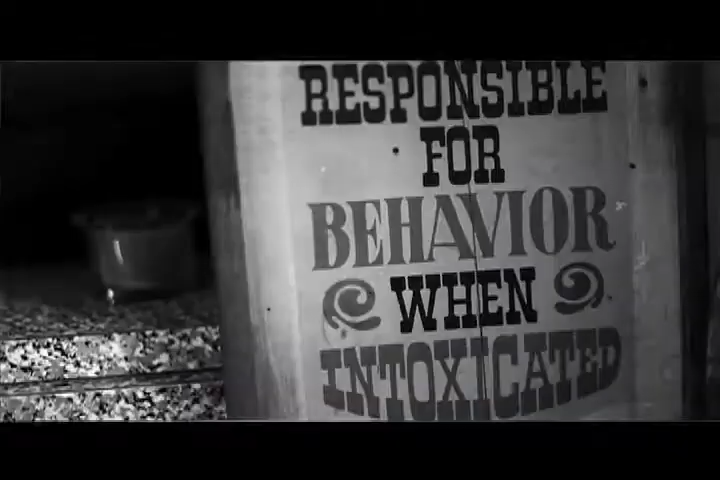 RESPONSIBLE
FOR
BEHAVIOR
WHEN
INTOXICATED